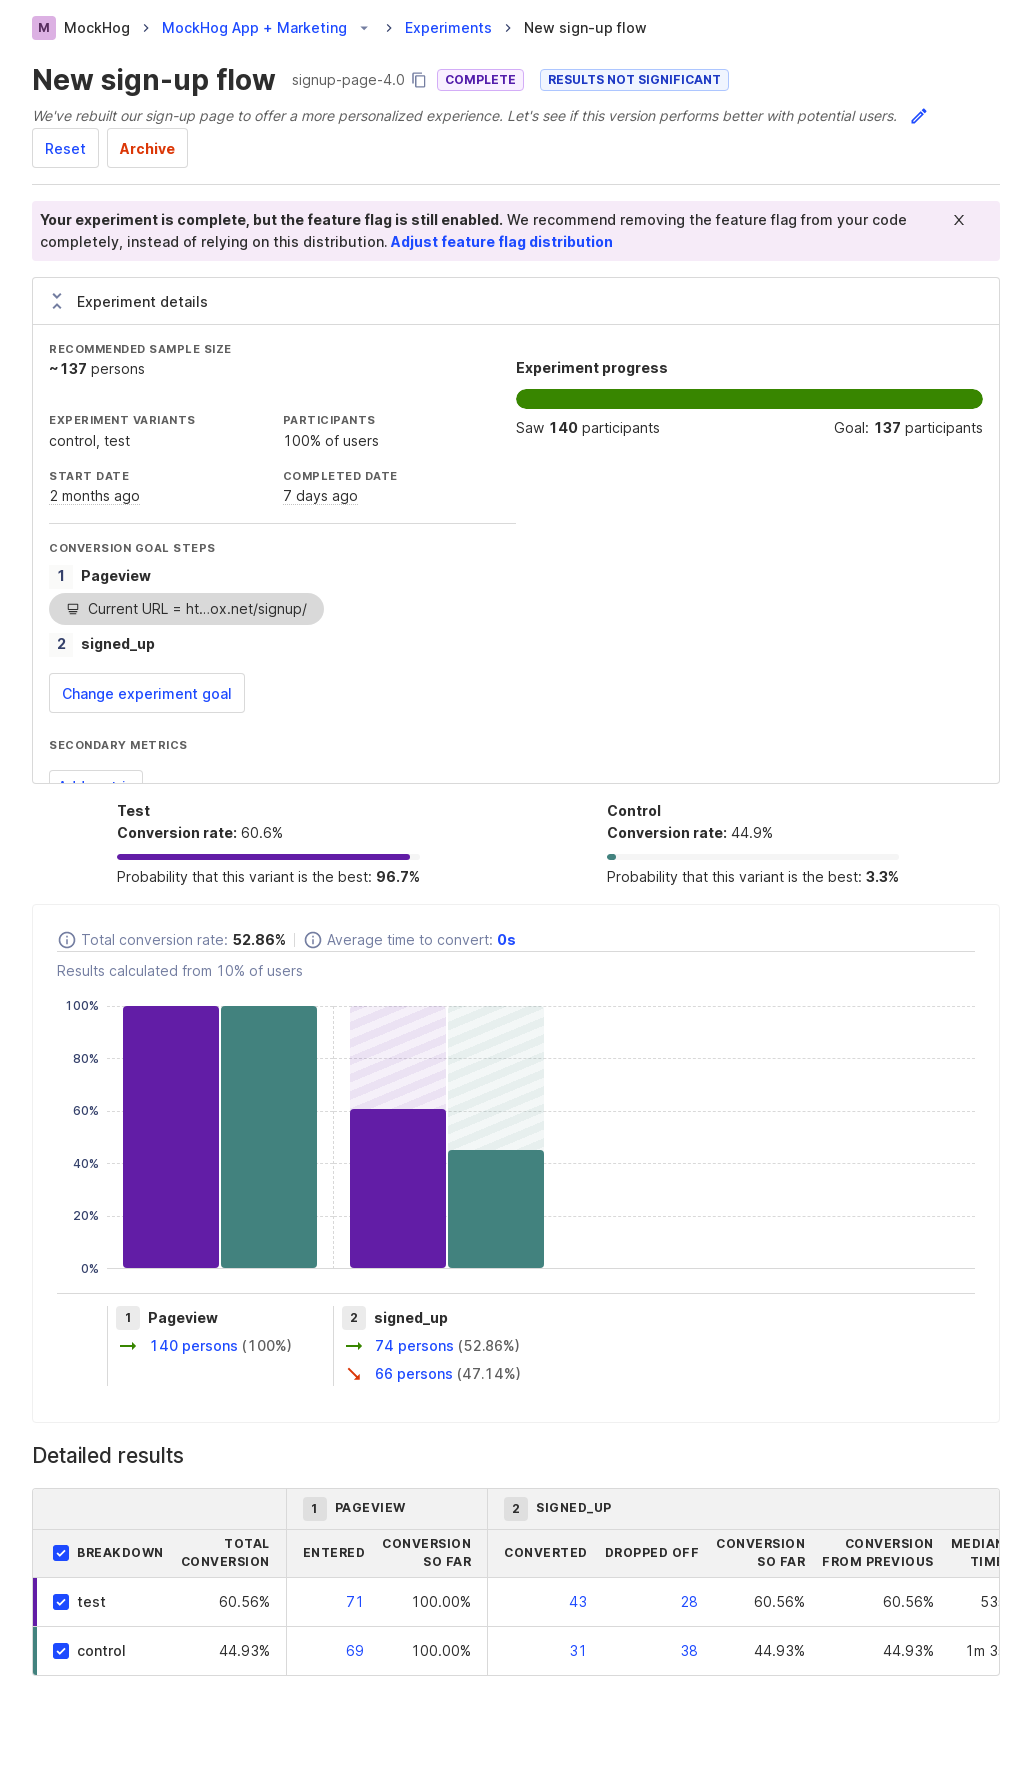 M MockHog > MockHog App + Marketing > Experiments > New sign-up flow
New sign-up flow signup-page-4.0 COMPLETE RESULTS NOT SIGNIFICANT
We've rebuilt our sign-up page to offer a more personalized experience. Let's see if this version performs better with potential users.
Reset Archive
Your experiment is complete, but the feature flag is still enabled. We recommend removing the feature flag from your code X
completely, instead of relying on this distribution. Adjust feature flag distribution
Experiment details
RECOMMENDED SAMPLE SIZE
~137 persons
Experiment progress
Saw 140 participants Goal: 137 participants
EXPERIMENT VARIANTS PARTICIPANTS
control, test 100% of users
START DATE COMPLETED DATE
2 months ago 7 days ago
CONVERSION GOAL STEPS
1 Pageview
Current URL = ht...ox.net/signup/
2 signed_up
Change experiment goal
SECONDARY METRICS
Test
Conversion rate: 60.6%
Probability that this variant is the best: 96.7%
Control
Conversion rate: 44.9%
Probability that this variant is the best: 3.3%
Total conversion rate: 52.86% Average time to convert: 0s
Results calculated from 10% of users
100%
80%
60%
40%
20%
0%
1 Pageview
140 persons (100%)
2 signed_up
74 persons (52.86%)
66 persons (47.14%)
Detailed results
1 PAGEVIEW 2 SIGNED_UP
BREAKDOWN TOTAL CONVERSION ENTERED CONVERSION SO FAR CONVERTED DROPPED OFF CONVERSION SO FAR CONVERSION FROM PREVIOUS MEDIAN
test 60.56% 71 100.00% 43 28 60.56% 60.56% 53
control 44.93% 69 100.00% 31 38 44.93% 44.93% 1m 3